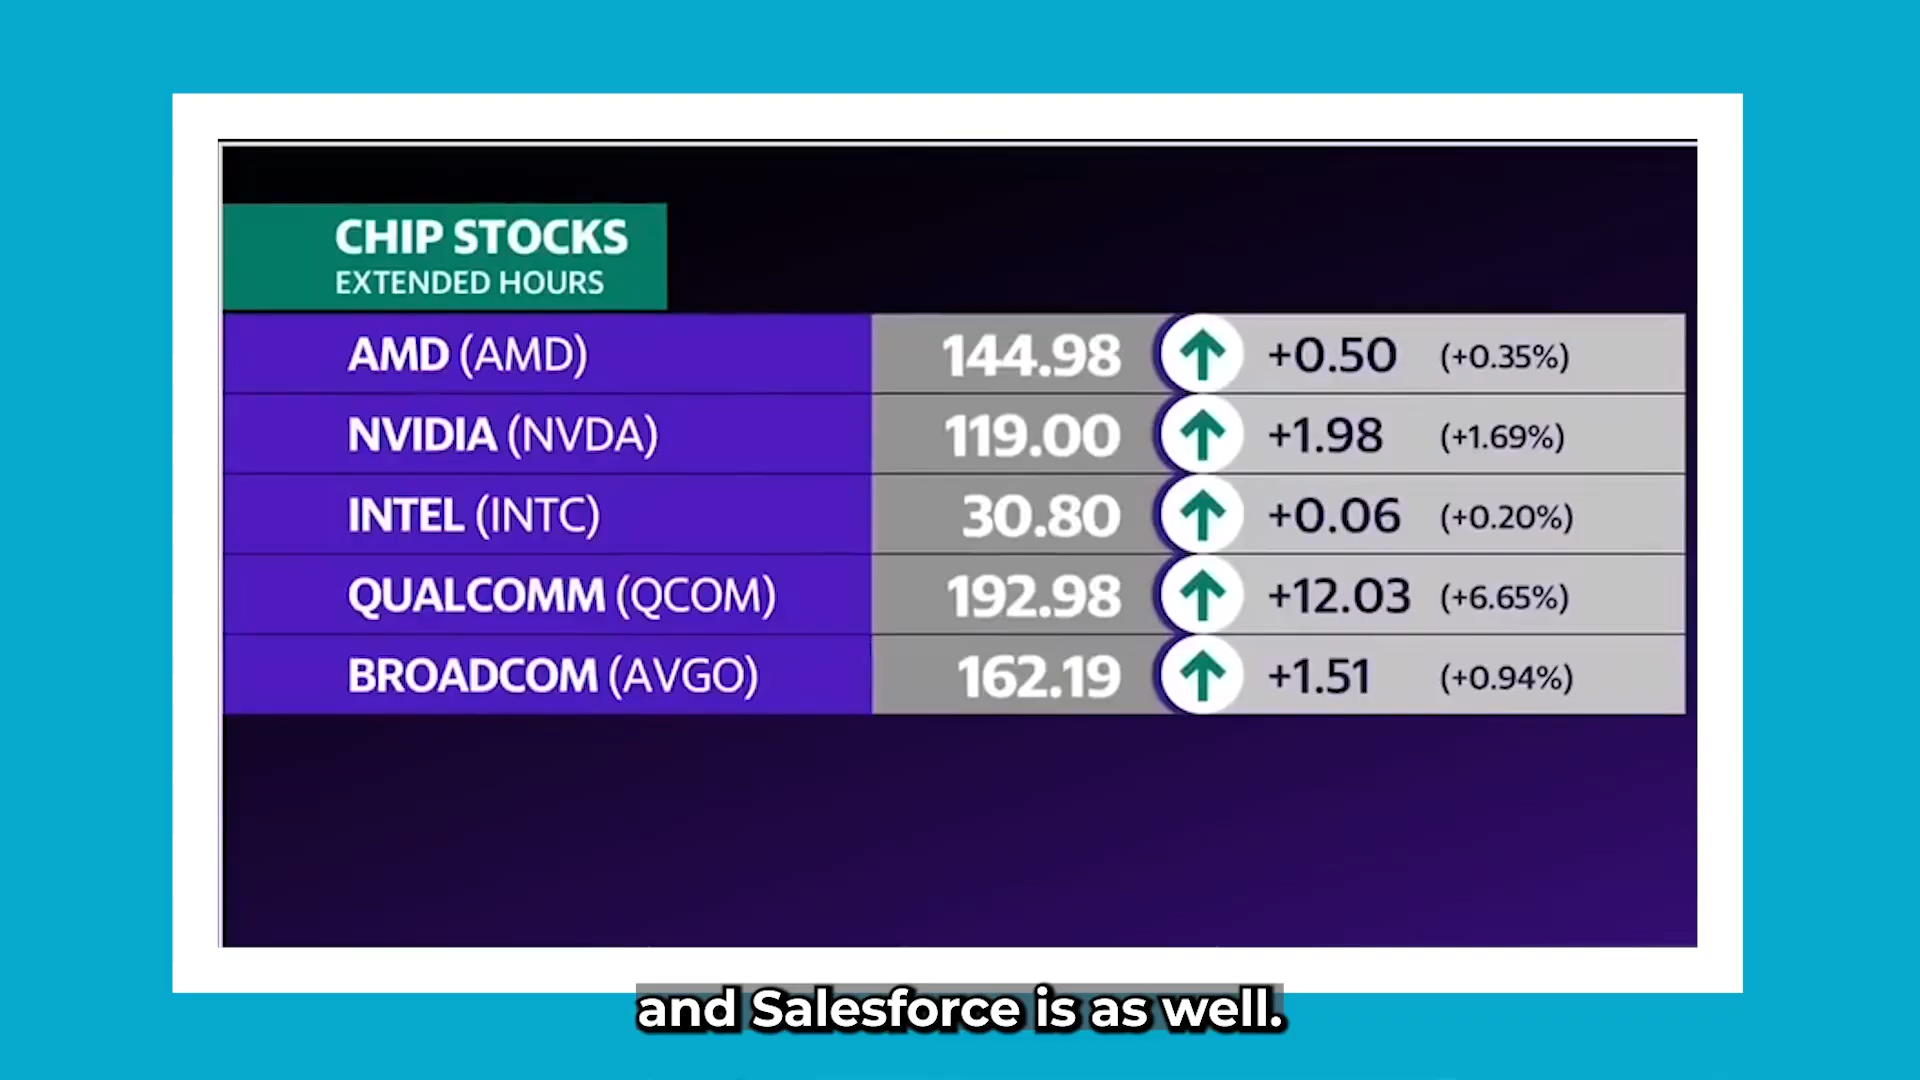 CHIP STOCKS
EXTENDED HOURS
AMD (AMD) 144.98 +0.50 (+0.35%)
NVIDIA (NVDA) 119.00 +1.98 (+1.69%)
INTEL (INTC) 30.80 +0.06 (+0.20%)
QUALCOMM (QCOM) 192.98 +12.03 (+6.65%)
BROADCOM (AVGO) 162.19 +1.51 (+0.94%)
and Salesforce is as well.